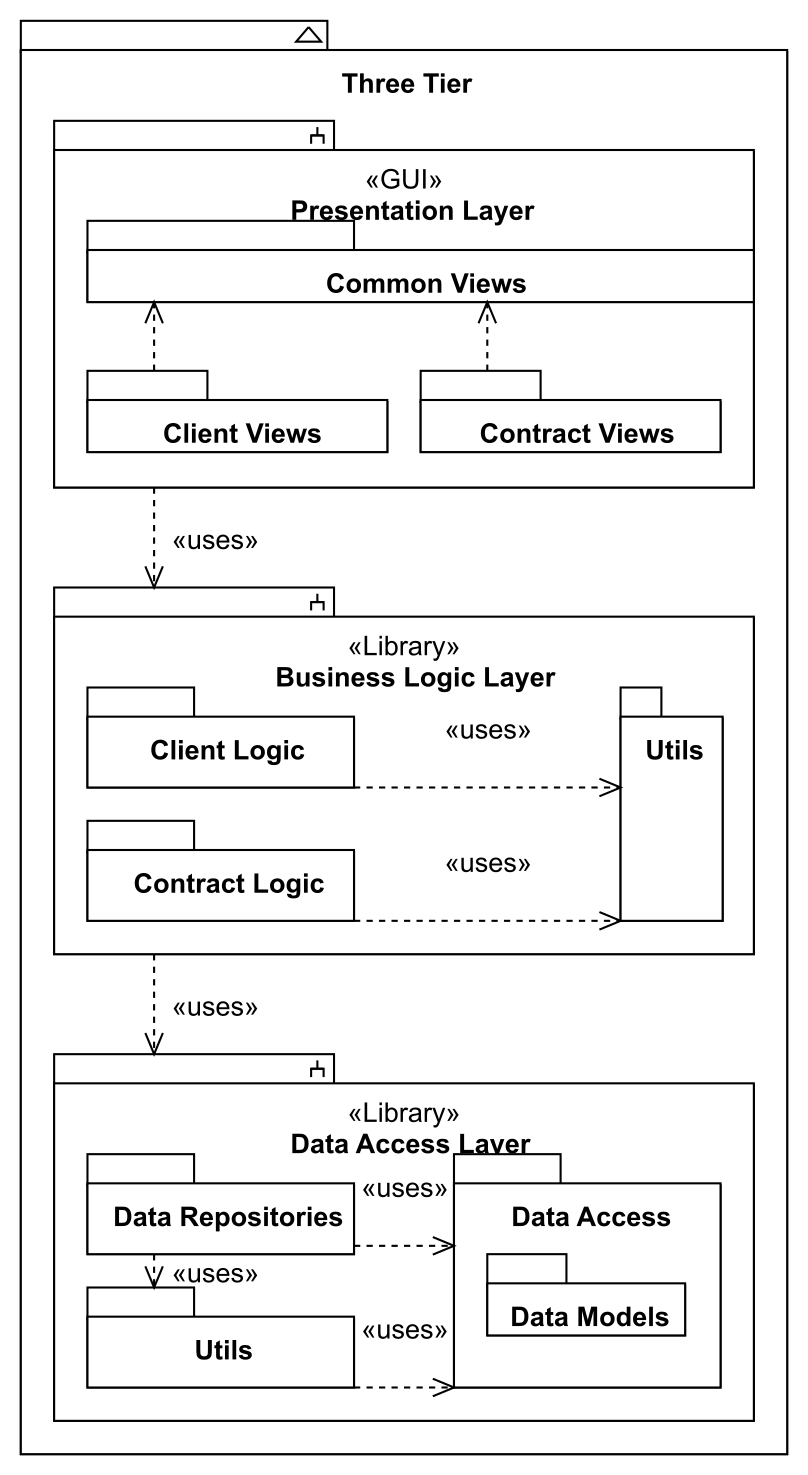 Three Tier
«GUI»
Presentation Layer
Common Views
Client Views
Contract Views
«uses»
«Library»
Business Logic Layer
«uses»
Client Logic
Utils
«uses»
Contract Logic
«uses»
«Library»
Data Access Layer
«uses»
Data Repositories
Data Access
«uses»
Data Models
«uses»
Utils